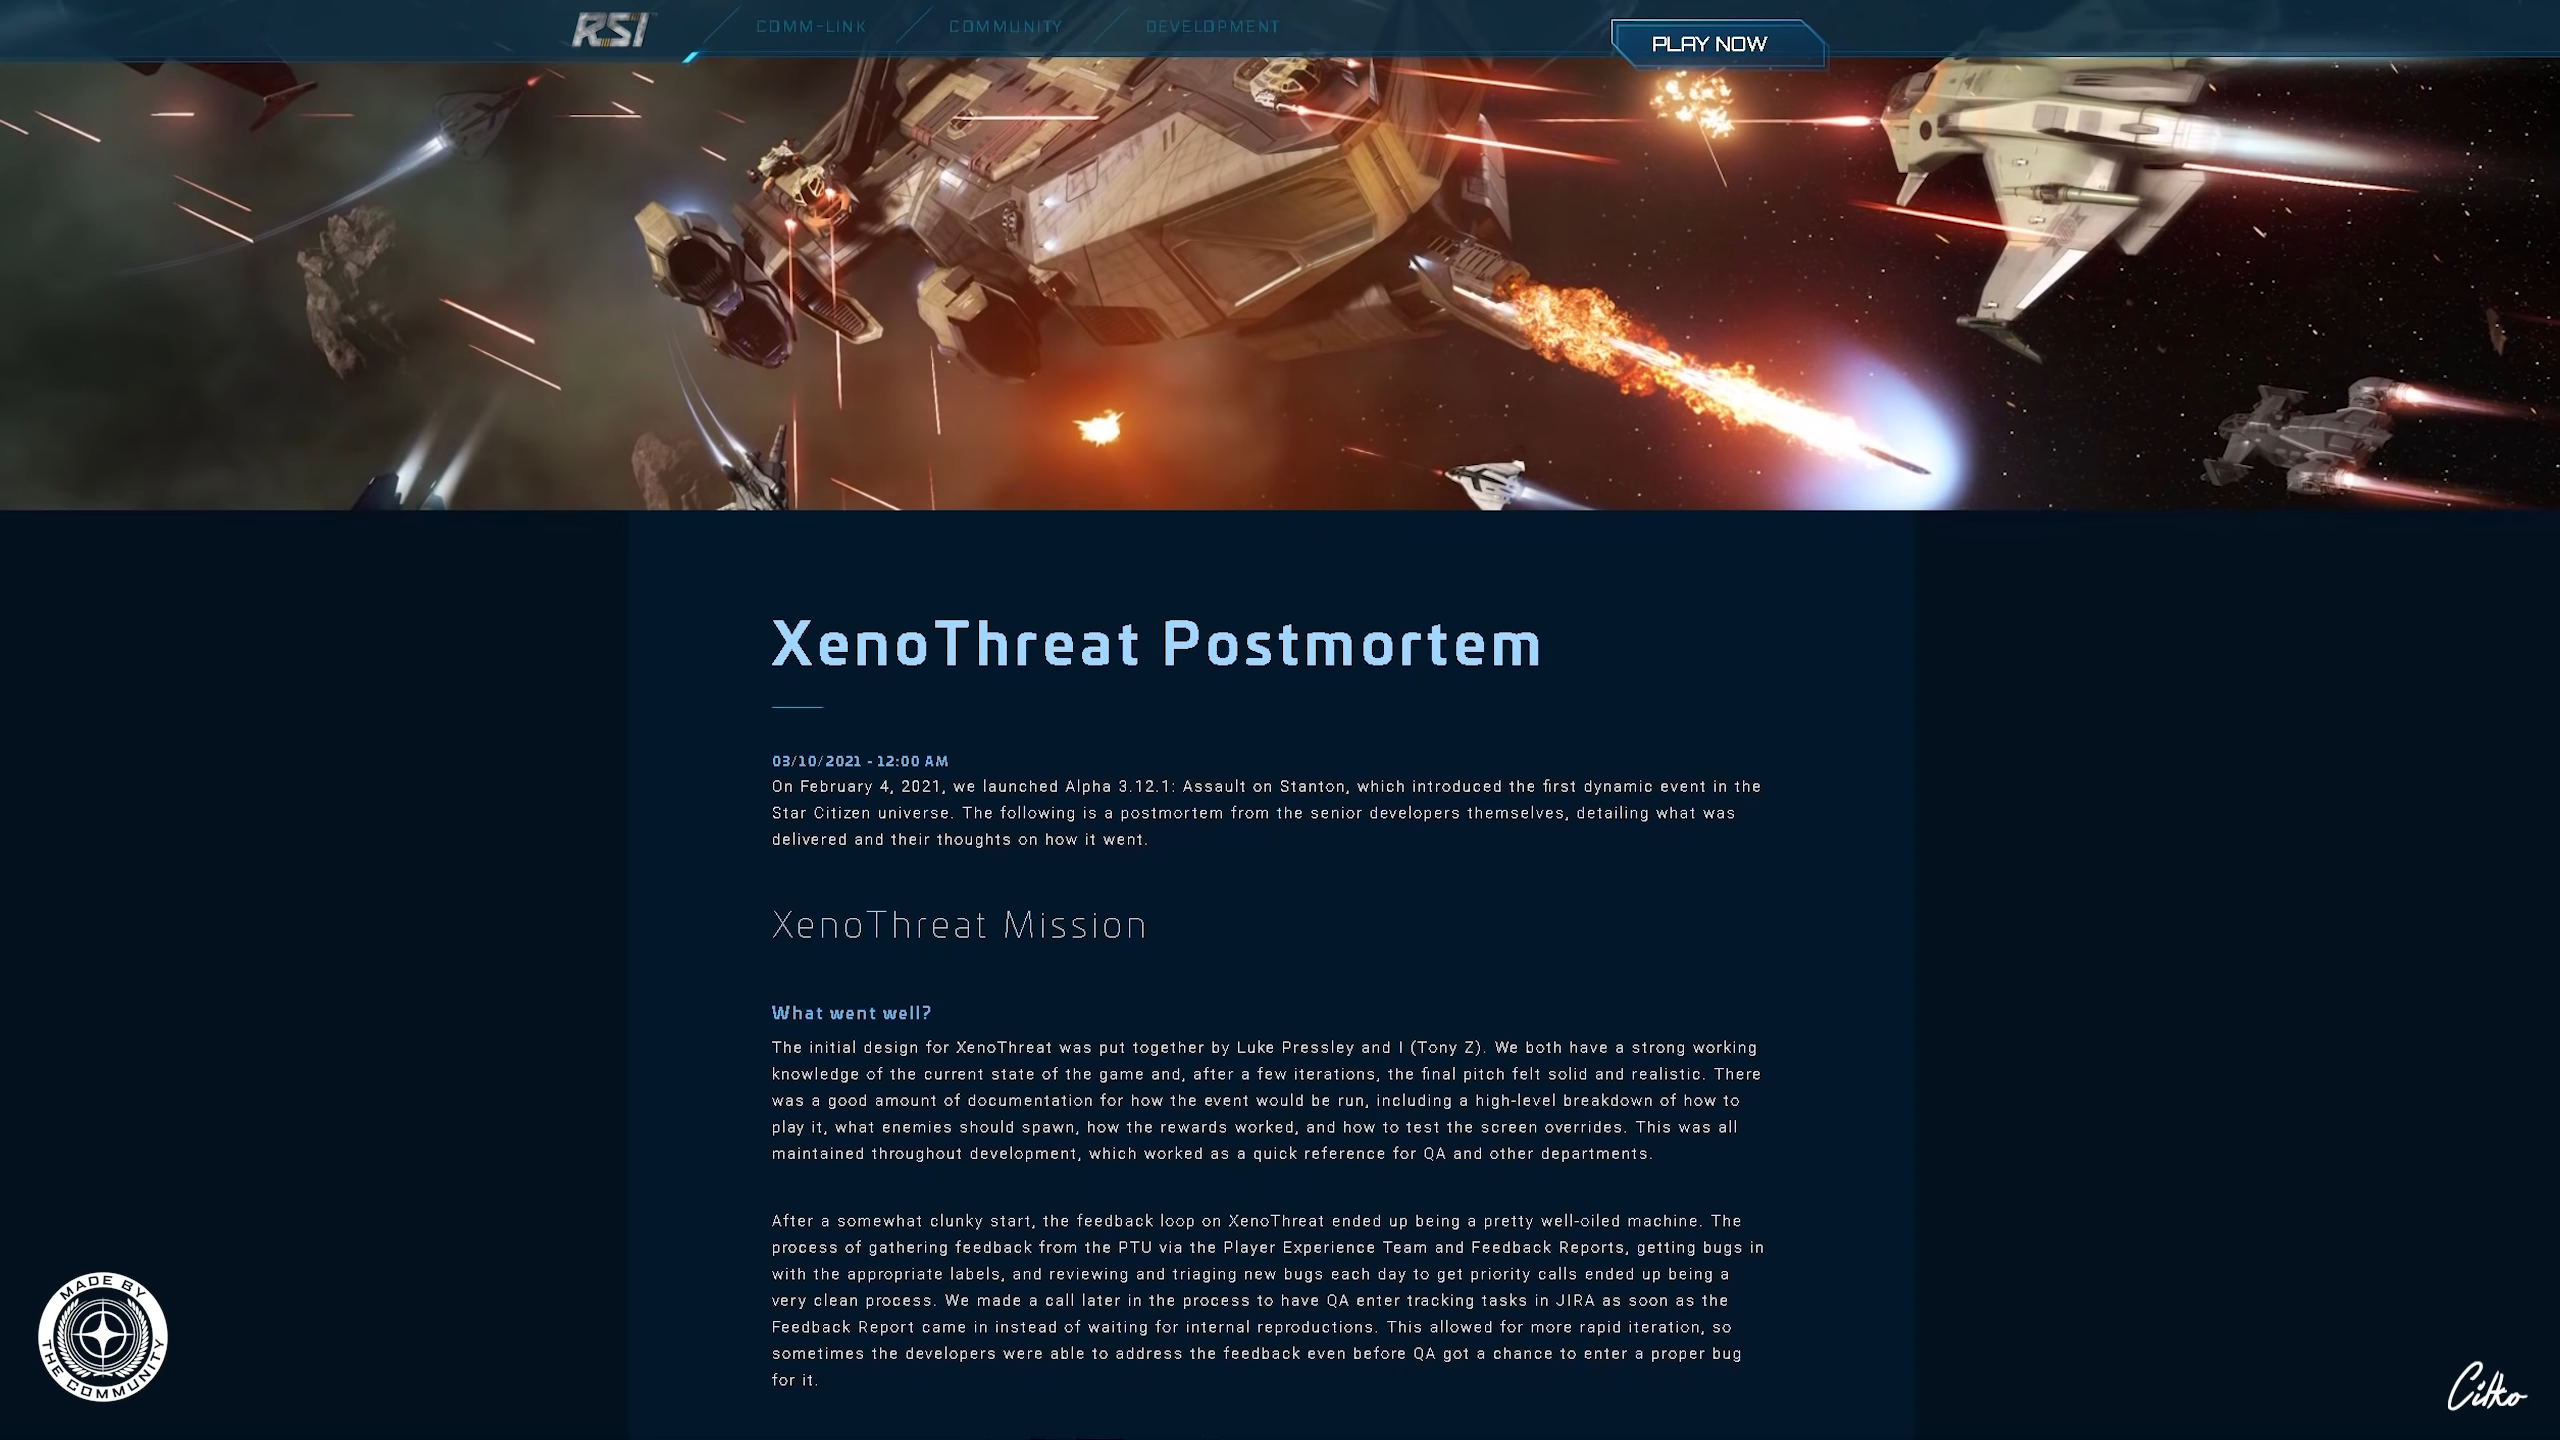 RSI
COMM-LINK
COMMUNITY
DEVELOPMENT
PLAY NOW
XenoThreat Postmortem
03/10/2021 - 12:00 AM
On February 4, 2021, we launched Alpha 3.12.1: Assault on Stanton, which introduced the first dynamic event in the
Star Citizen universe. The following is a postmortem from the senior developers themselves, detailing what was
delivered and their thoughts on how it went.
XenoThreat Mission
What went well?
The initial design for XenoThreat was put together by Luke Pressley and I (Tony Z). We both have a strong working
knowledge of the current state of the game and, after a few iterations, the final pitch felt solid and realistic. There
was a good amount of documentation for how the event would be run, including a high-level breakdown of how to
play it, what enemies should spawn, how the rewards worked, and how to test the screen overrides. This was all
maintained throughout development, which worked as a quick reference for QA and other departments.
After a somewhat clunky start, the feedback loop on XenoThreat ended up being a pretty well-oiled machine. The
process of gathering feedback from the PTU via the Player Experience Team and Feedback Reports, getting bugs in
with the appropriate labels, and reviewing and triaging new bugs each day to get priority calls ended up being a
very clean process. We made a call later in the process to have QA enter tracking tasks in JIRA as soon as the
Feedback Report came in instead of waiting for internal reproductions. This allowed for more rapid iteration, so
sometimes the developers were able to address the feedback even before QA got a chance to enter a proper bug
for it.
MADE BY
THE COMMUNITY